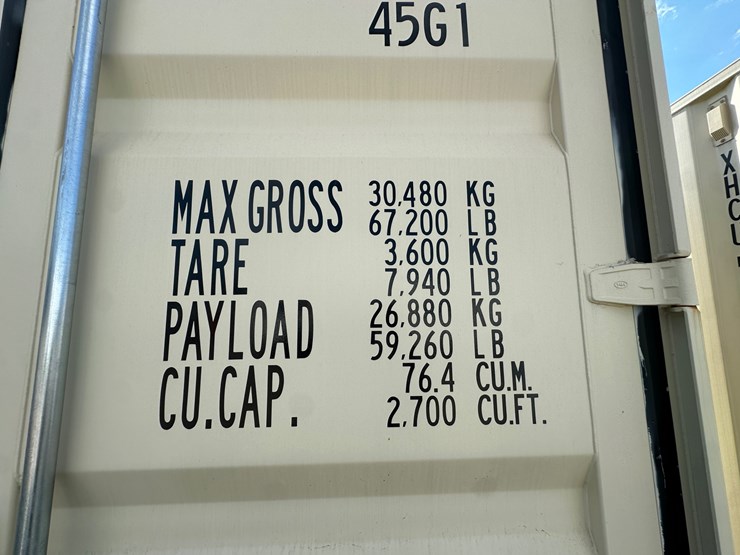 45G1
MAX GROSS 30,480 KG
67,200 LB
TARE 3,600 KG
7,940 LB
PAYLOAD 26,880 KG
59,260 LB
CU.CAP. 76.4 CU.M.
2,700 CU.FT.
XHCU